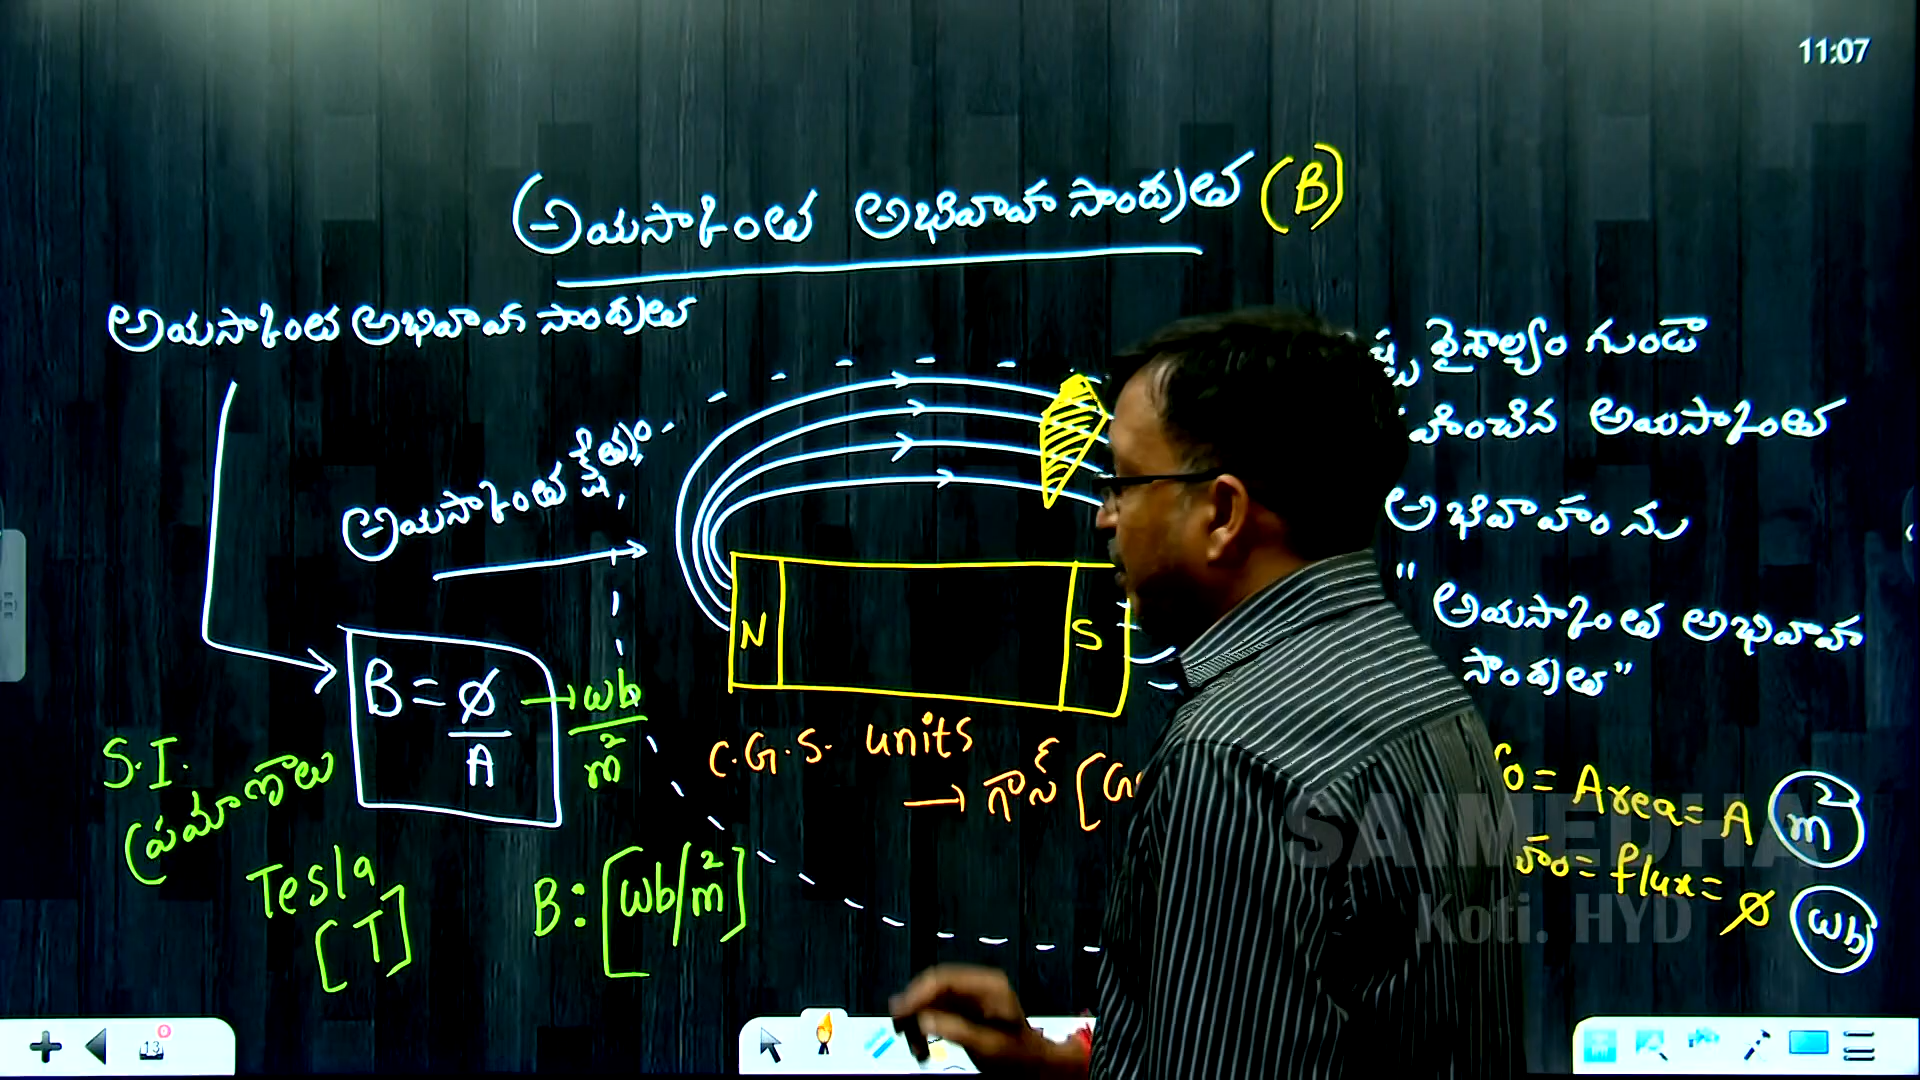 11:07
అయస్కాంత అభివాహ సాంద్రత (B)
అయస్కాంత అభివాహ సాంద్రత
వైశాల్యం గుండా
అయస్కాంత
అభివాహం ను
"అయస్కాంత అభివాహ
సాంద్రత"
అయస్కాంత క్షేత్రం
N
S
B = φ/A → wb/m²
S.I.
ప్రమాణాలు
Tesla
[T]
B: [wb/m²]
C.G.S. units
→ గాస్ [G
= Area = A m²
హం = flux = φ wb
SAIMEDHA
Koti. HYD
13